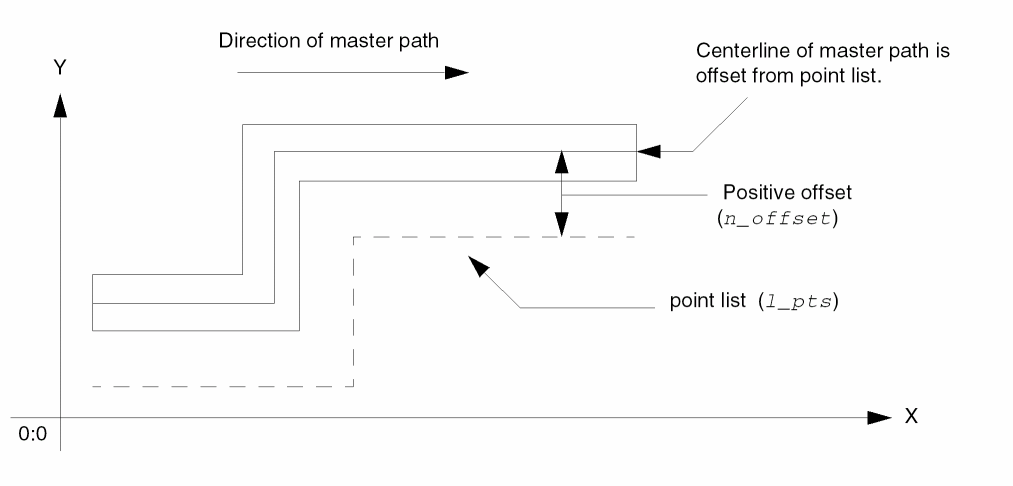 Direction of master path
Centerline of master path is
offset from point list.
Y
Positive offset
(n_offset)
point list (l_pts)
X
0:0